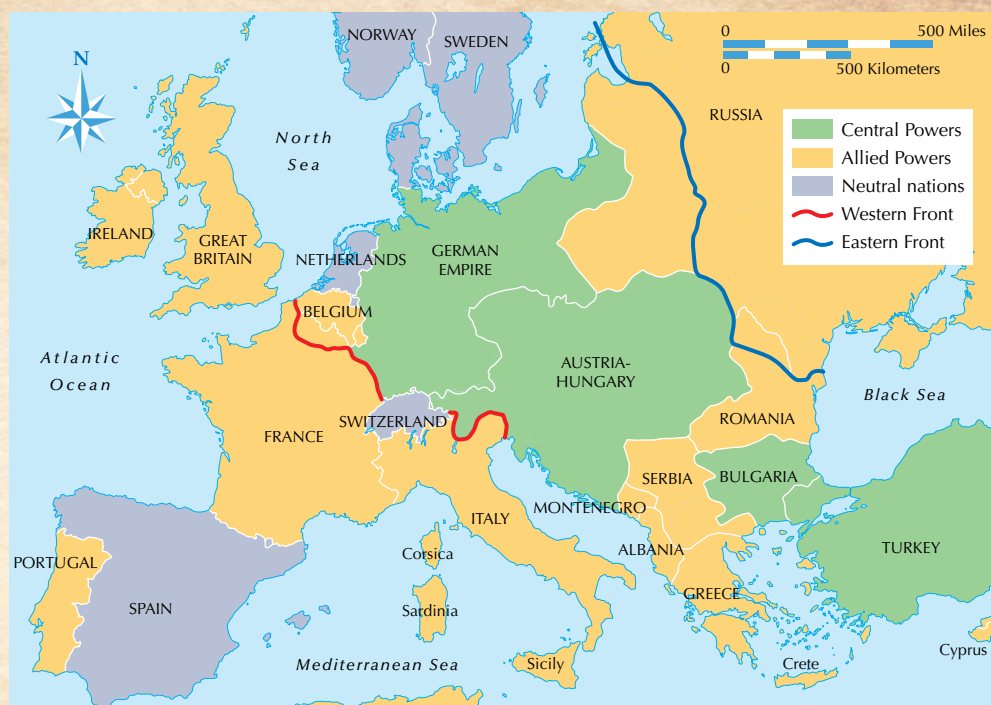 NORWAY
SWEDEN
0
500 Miles
0
500 Kilometers
N
North
Sea
RUSSIA
Central Powers
Allied Powers
Neutral nations
Western Front
Eastern Front
IRELAND
GREAT
BRITAIN
NETHERLANDS
GERMAN
EMPIRE
BELGIUM
Atlantic
Ocean
AUSTRIA-
HUNGARY
Black Sea
SWITZERLAND
FRANCE
ROMANIA
SERBIA
BULGARIA
MONTENEGRO
ITALY
ALBANIA
TURKEY
Corsica
PORTUGAL
SPAIN
Sardinia
GREECE
Mediterranean Sea
Sicily
Crete
Cyprus